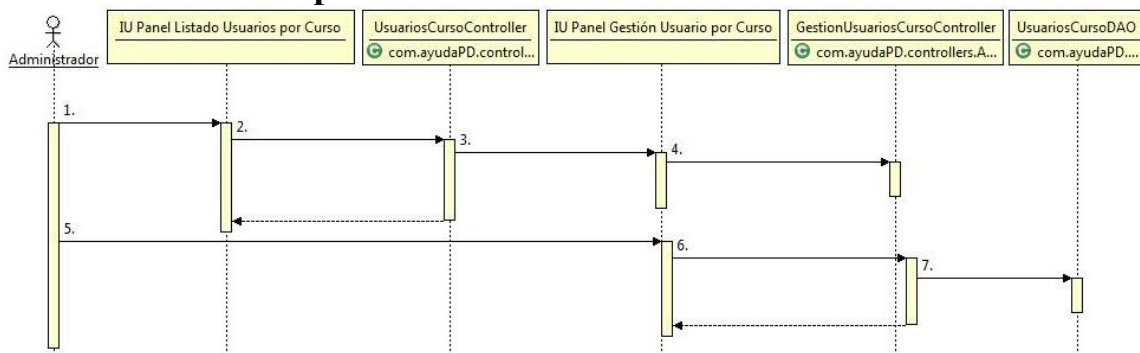 IU Panel Listado Usuarios por Curso
UsuariosCursoController
IU Panel Gestión Usuario por Curso
GestionUsuariosCursoController
UsuariosCursoDAO
com.ayudaPD.control...
com.ayudaPD.controllers.A...
com.ayudaPD....
Administrador
1.
2.
3.
4.
5.
6.
7.